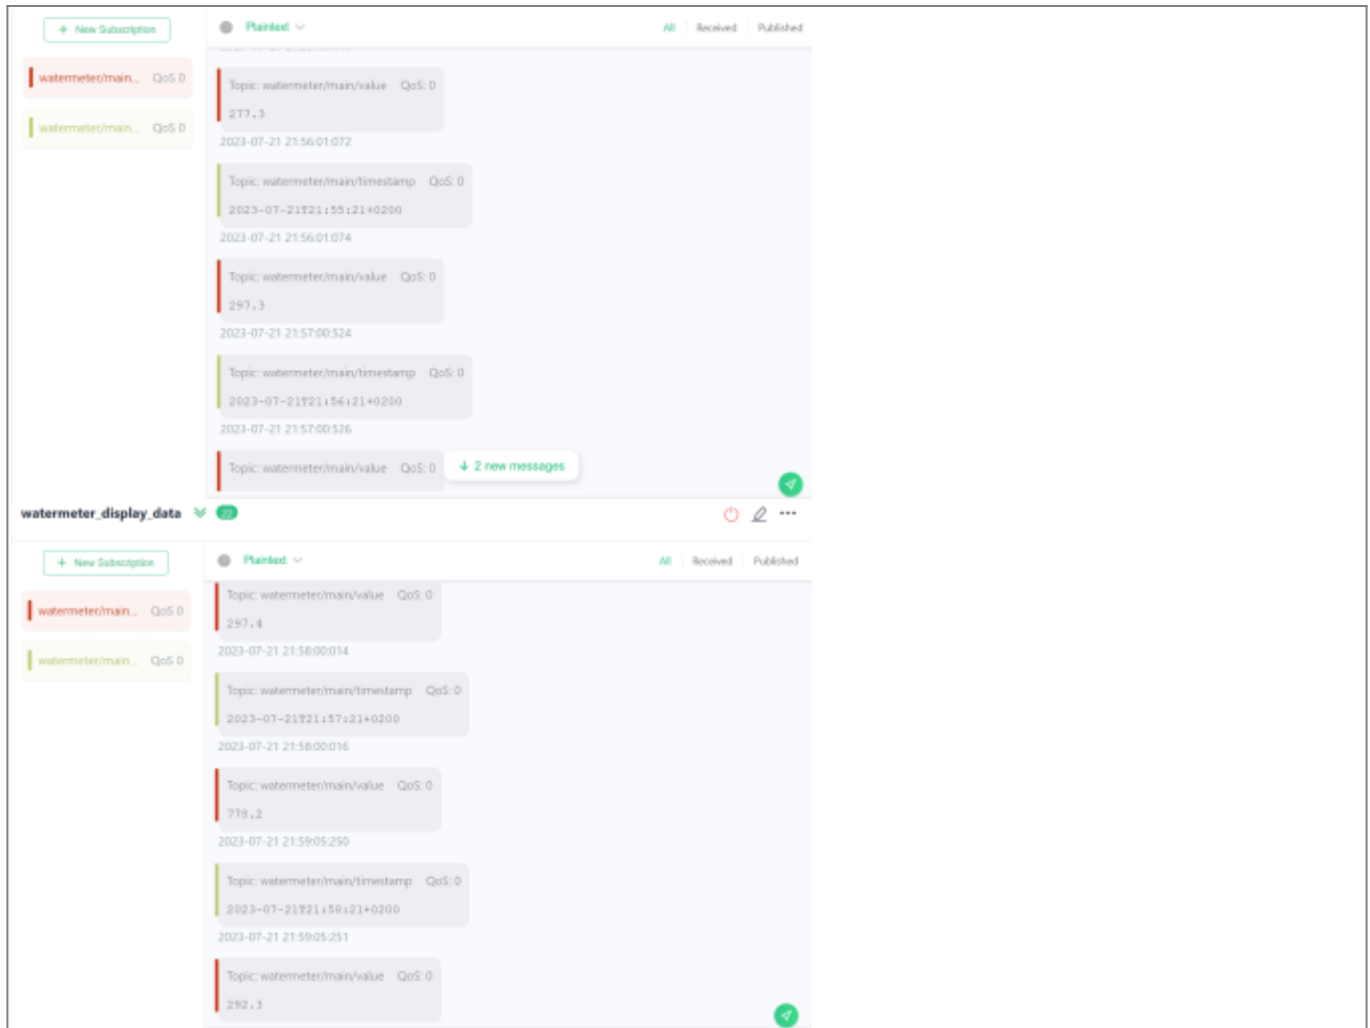 + New Subscription
Plaintext
All
Received
Published
watermeter/main... QoS 0
watermeter/main... QoS 0
Topic: watermeter/main/value QoS: 0
277.3
2023-07-21 21:56:01:072
Topic: watermeter/main/timestamp QoS: 0
2023-07-21T21:55:21+0200
2023-07-21 21:56:01:074
Topic: watermeter/main/value QoS: 0
297.3
2023-07-21 21:57:00:524
Topic: watermeter/main/timestamp QoS: 0
2023-07-21T21:56:21+0200
2023-07-21 21:57:00:526
Topic: watermeter/main/value QoS: 0
2 new messages
watermeter_display_data
+ New Subscription
Plaintext
All
Received
Published
watermeter/main... QoS 0
watermeter/main... QoS 0
Topic: watermeter/main/value QoS: 0
297.4
2023-07-21 21:58:00:014
Topic: watermeter/main/timestamp QoS: 0
2023-07-21T21:57:21+0200
2023-07-21 21:58:00:016
Topic: watermeter/main/value QoS: 0
2023-07-21 21:59:05:250
Topic: watermeter/main/timestamp QoS: 0
2023-07-21T21:58:21+0200
2023-07-21 21:59:05:251
Topic: watermeter/main/value QoS: 0
292.3